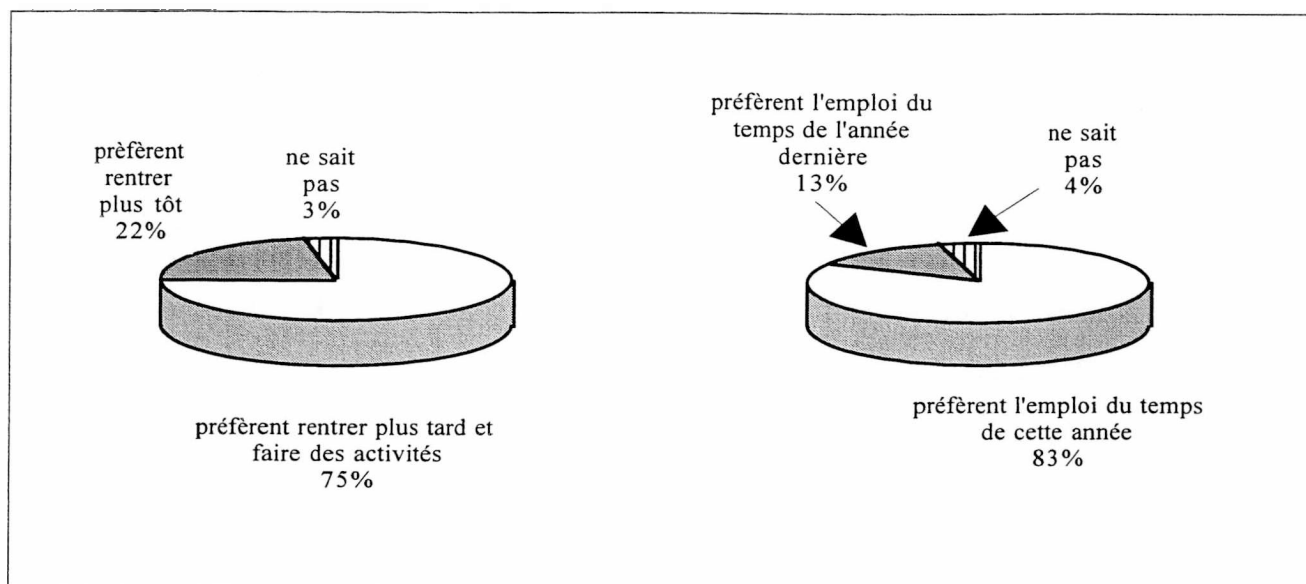 prèfèrent
rentrer
plus tôt
22%
ne sait
pas
3%
préfèrent rentrer plus tard et
faire des activités
75%
préfèrent l'emploi du
temps de l'année
dernière
13%
ne sait
pas
4%
préfèrent l'emploi du temps
de cette année
83%